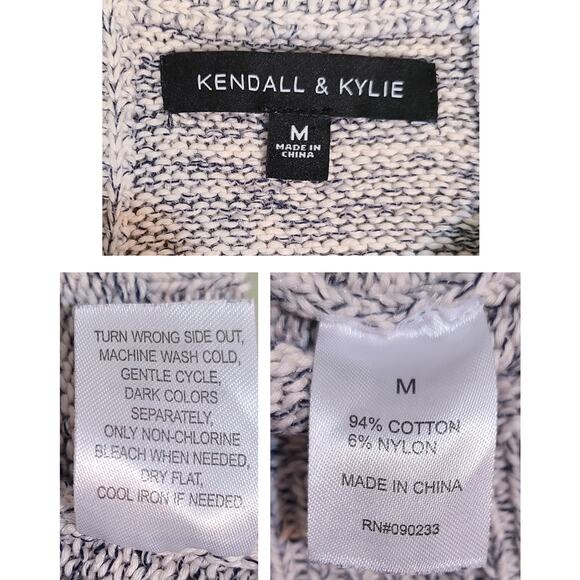 KENDALL & KYLIE
M
MADE IN
CHINA
TURN WRONG SIDE OUT,
MACHINE WASH COLD,
GENTLE CYCLE,
DARK COLORS
SEPARATELY,
ONLY NON-CHLORINE
BLEACH WHEN NEEDED,
DRY FLAT,
COOL IRON IF NEEDED.
M
94% COTTON
6% NYLON
MADE IN CHINA
RN#090233